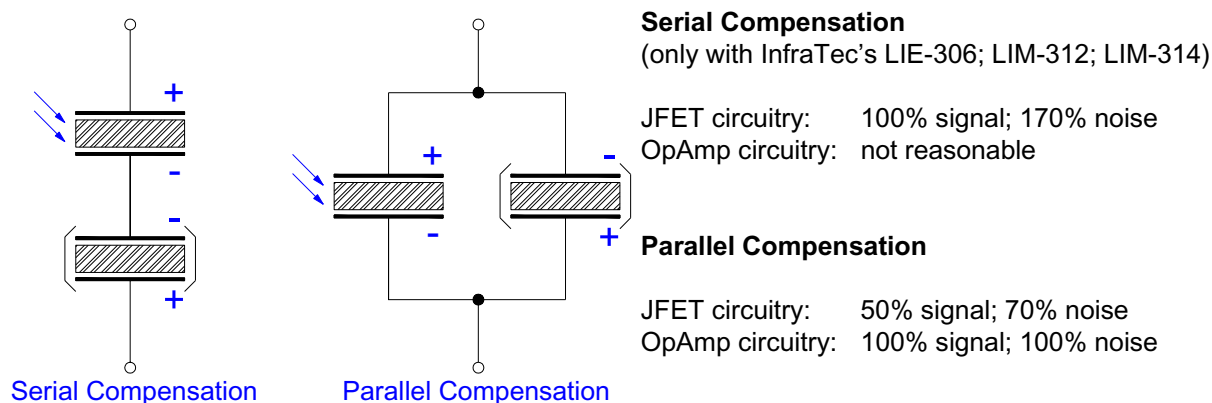 Serial Compensation
(only with InfraTec's LIE-306; LIM-312; LIM-314)
JFET circuitry: 100% signal; 170% noise
OpAmp circuitry: not reasonable
Parallel Compensation
JFET circuitry: 50% signal; 70% noise
OpAmp circuitry: 100% signal; 100% noise
+
-
-
+
+
-
-
+
Serial Compensation
Parallel Compensation